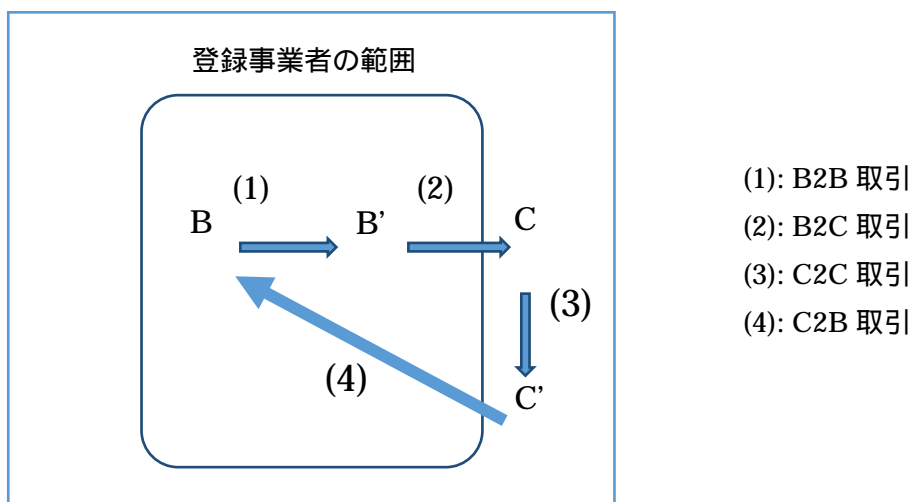 登録事業者の範囲
(1)
(2)
B
B’
C
(3)
(4)
C’
(1): B2B 取引
(2): B2C 取引
(3): C2C 取引
(4): C2B 取引